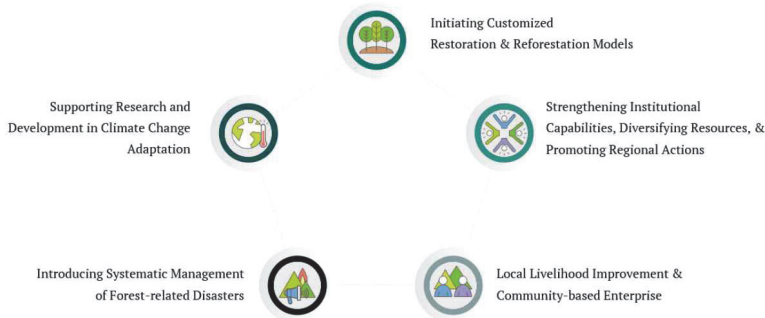 Initiating Customized
Restoration & Reforestation Models
Supporting Research and
Development in Climate Change
Adaptation
Strengthening Institutional
Capabilities, Diversifying Resources, &
Promoting Regional Actions
Introducing Systematic Management
of Forest-related Disasters
Local Livelihood Improvement &
Community-based Enterprise